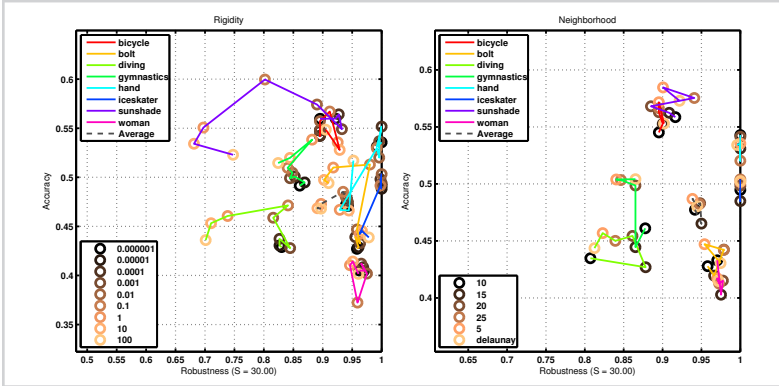 Rigidity
bicycle
bolt
diving
gymnastics
hand
iceskater
sunshade
woman
Average
0.000001
0.00001
0.0001
0.001
0.01
0.1
1
10
100
Accuracy
0.6
0.55
0.5
0.45
0.4
0.35
0.5 0.55 0.6 0.65 0.7 0.75 0.8 0.85 0.9 0.95 1
Robustness (S = 30.00)
Neighborhood
bicycle
bolt
diving
gymnastics
hand
iceskater
sunshade
woman
Average
10
15
20
25
5
delaunay
Accuracy
0.6
0.55
0.5
0.45
0.4
0.65 0.7 0.75 0.8 0.85 0.9 0.95 1
Robustness (S = 30.00)